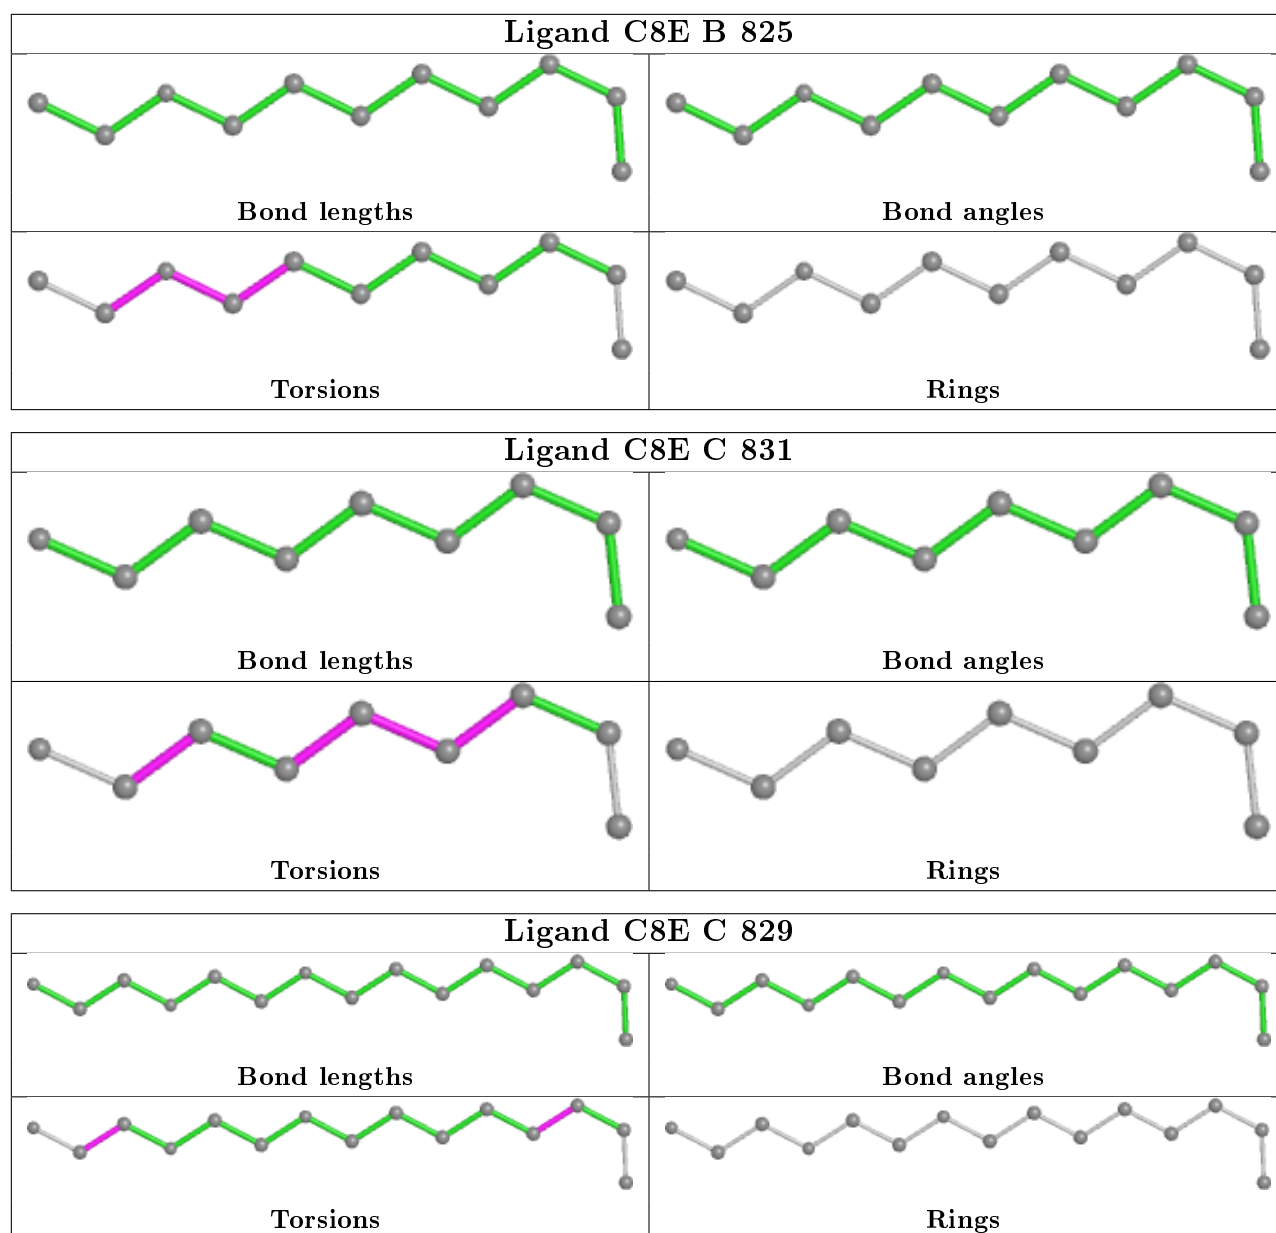 Ligand C8E B 825
Bond lengths
Bond angles
Torsions
Rings
Ligand C8E C 831
Bond lengths
Bond angles
Torsions
Rings
Ligand C8E C 829
Bond lengths
Bond angles
Torsions
Rings